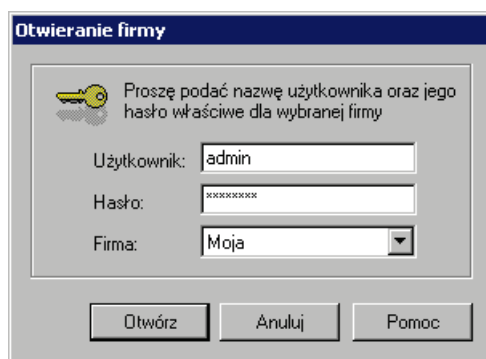 Otwieranie firmy
Proszę podać nazwę użytkownika oraz jego
hasło właściwe dla wybranej firmy
Użytkownik: admin
Hasło: ********
Firma: Moja
Otwórz Anuluj Pomoc